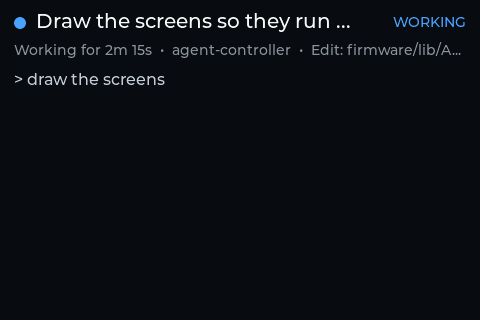 Draw the screens so they run ... WORKING
Working for 2m 15s • agent-controller • Edit: firmware/lib/A...
> draw the screens